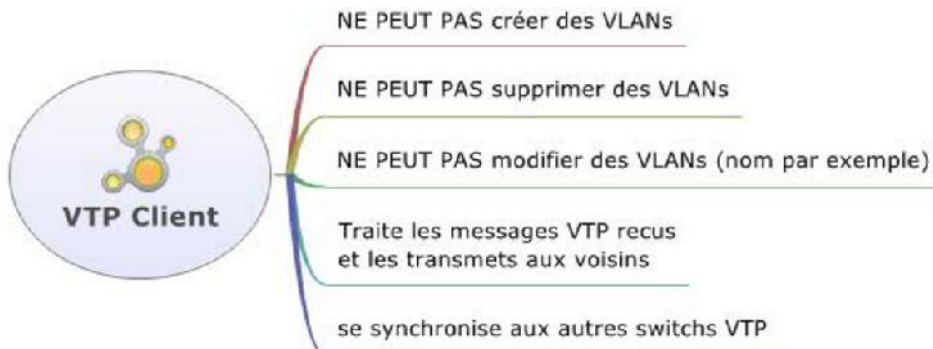 NE PEUT PAS créer des VLANs
NE PEUT PAS supprimer des VLANs
NE PEUT PAS modifier des VLANs (nom par exemple)
VTP Client
Traite les messages VTP recus
et les transmets aux voisins
se synchronise aux autres switchs VTP